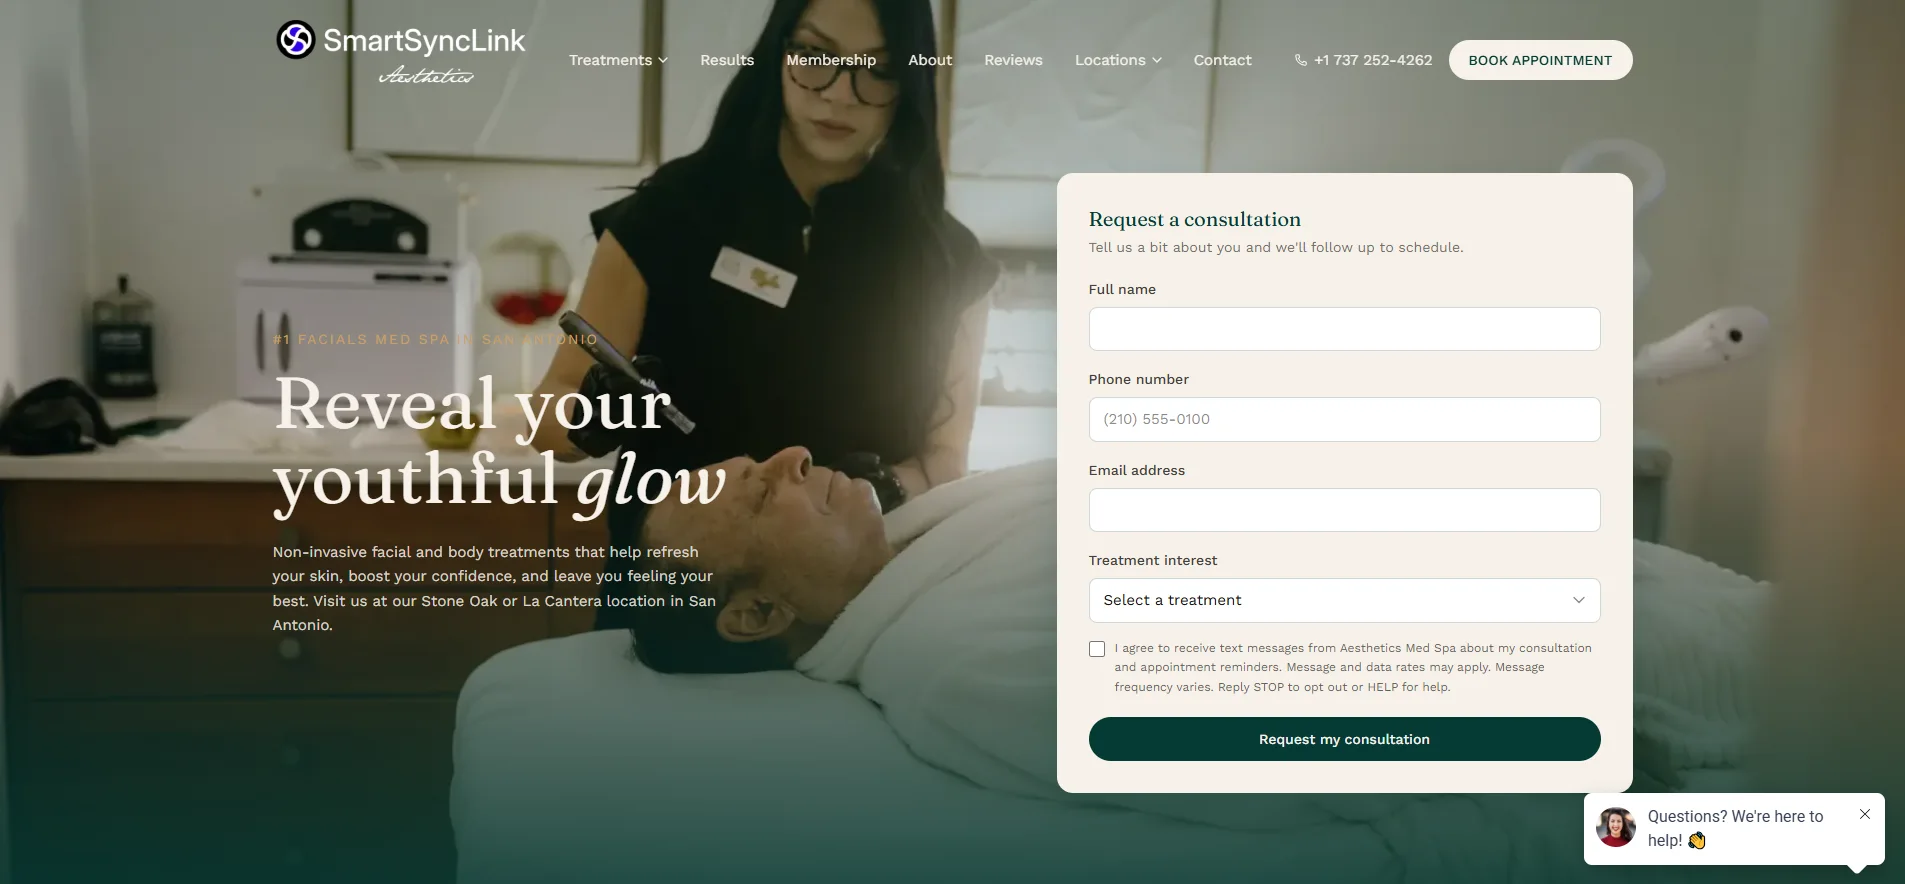 SmartSyncLink
Aesthetics
Treatments
Results
Membership
About
Reviews
Locations
Contact
+1 737 252-4262
BOOK APPOINTMENT
#1 FACIALS MED SPA IN SAN ANTONIO
Reveal your
youthful glow
Non-invasive facial and body treatments that help refresh
your skin, boost your confidence, and leave you feeling your
best. Visit us at our Stone Oak or La Cantera location in San
Antonio.
Request a consultation
Tell us a bit about you and we'll follow up to schedule.
Full name
Phone number
(210) 555-0100
Email address
Treatment interest
Select a treatment
I agree to receive text messages from Aesthetics Med Spa about my consultation
and appointment reminders. Message and data rates may apply. Message
frequency varies. Reply STOP to opt out or HELP for help.
Request my consultation
Questions? We're here to
help! 👏